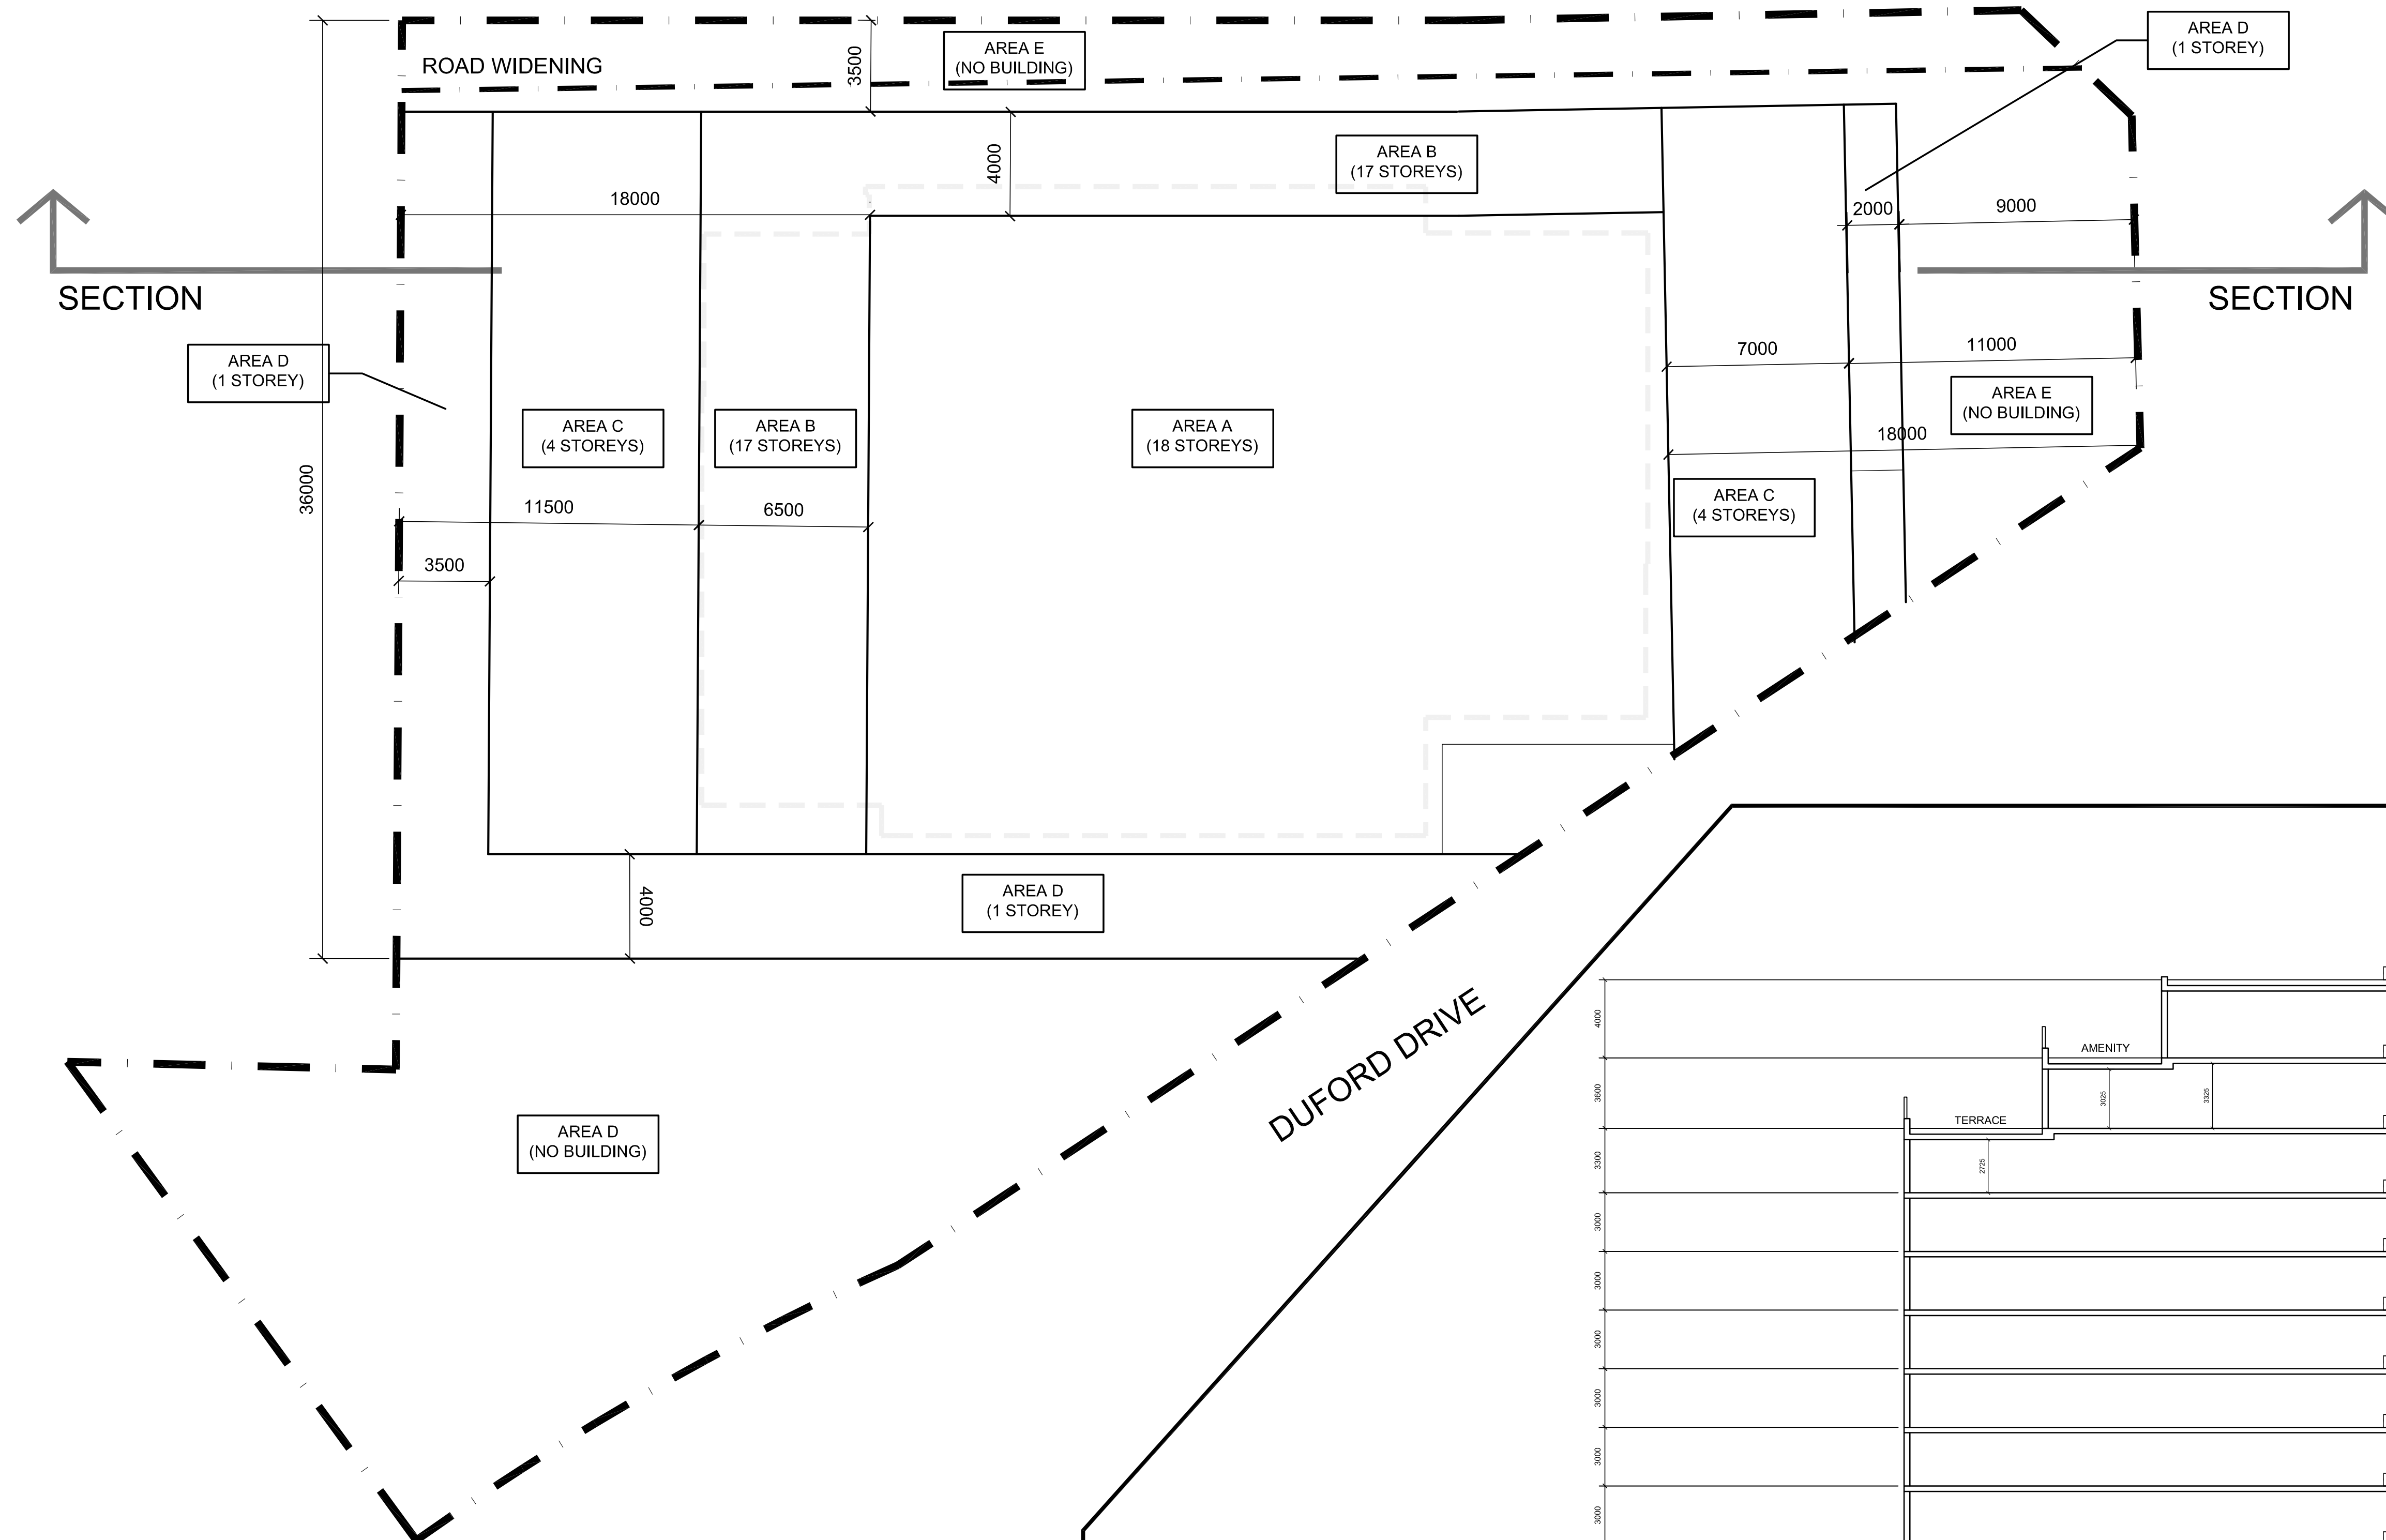 AREA D
(1 STOREY)
AREA E
(NO BUILDING)
ROAD WIDENING
3500
4000
AREA B
(17 STOREYS)
18000
2000
9000
SECTION
SECTION
7000
11000
AREA D
(1 STOREY)
AREA E
(NO BUILDING)
AREA C
(4 STOREYS)
AREA B
(17 STOREYS)
AREA A
(18 STOREYS)
18000
36000
11500
6500
AREA C
(4 STOREYS)
3500
4000
AREA D
(1 STOREY)
DUFORD DRIVE
AREA D
(NO BUILDING)
4000
AMENITY
3600
3025
3325
TERRACE
3300
2725
3000
3000
3000
3000
3000
3000